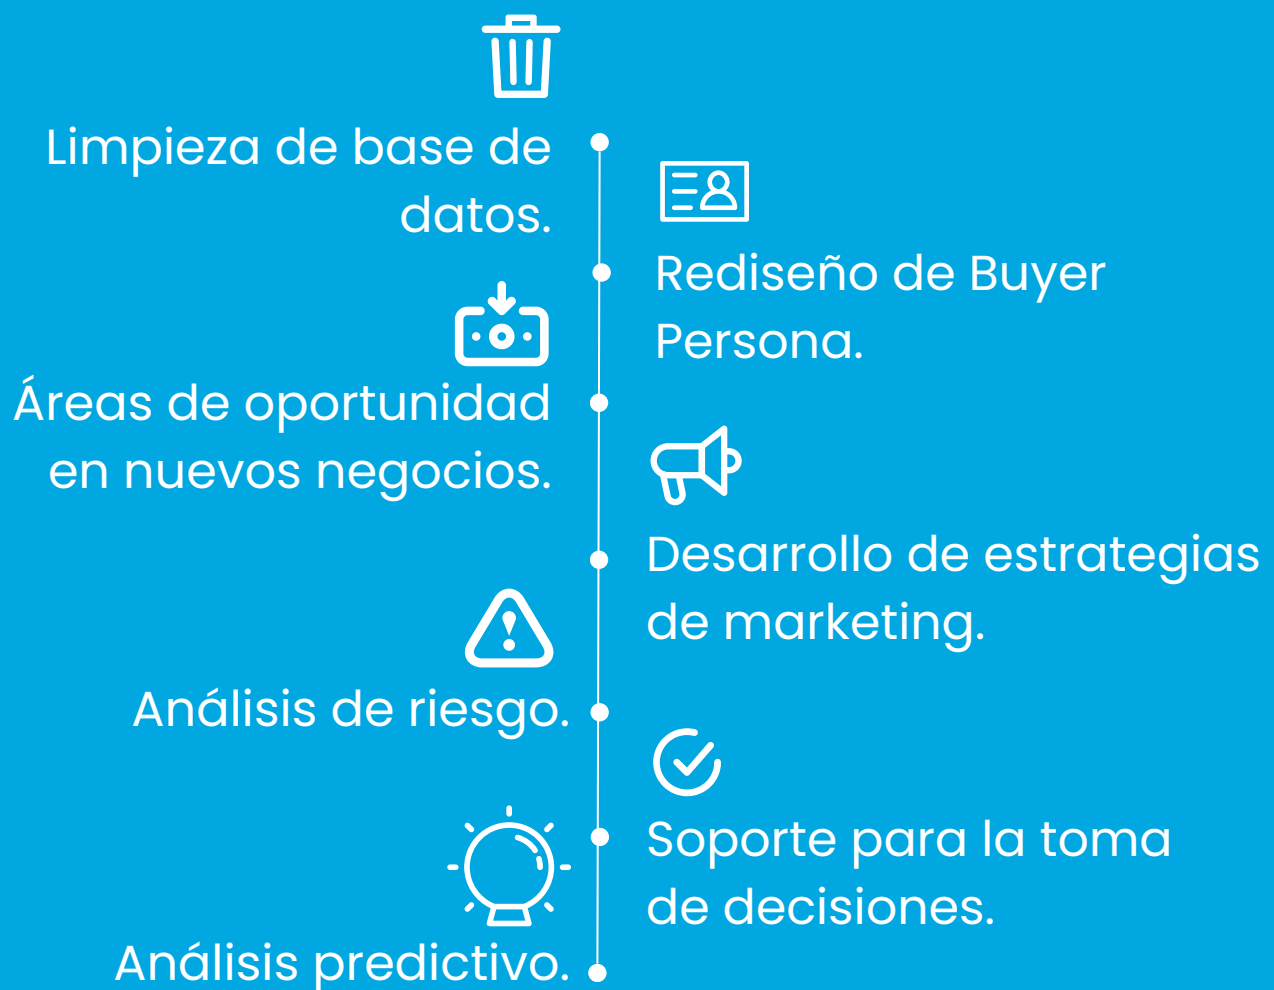 Limpieza de base de
datos.
Rediseño de Buyer
Persona.
Áreas de oportunidad
en nuevos negocios.
Desarrollo de estrategias
de marketing.
Análisis de riesgo.
Soporte para la toma
de decisiones.
Análisis predictivo.